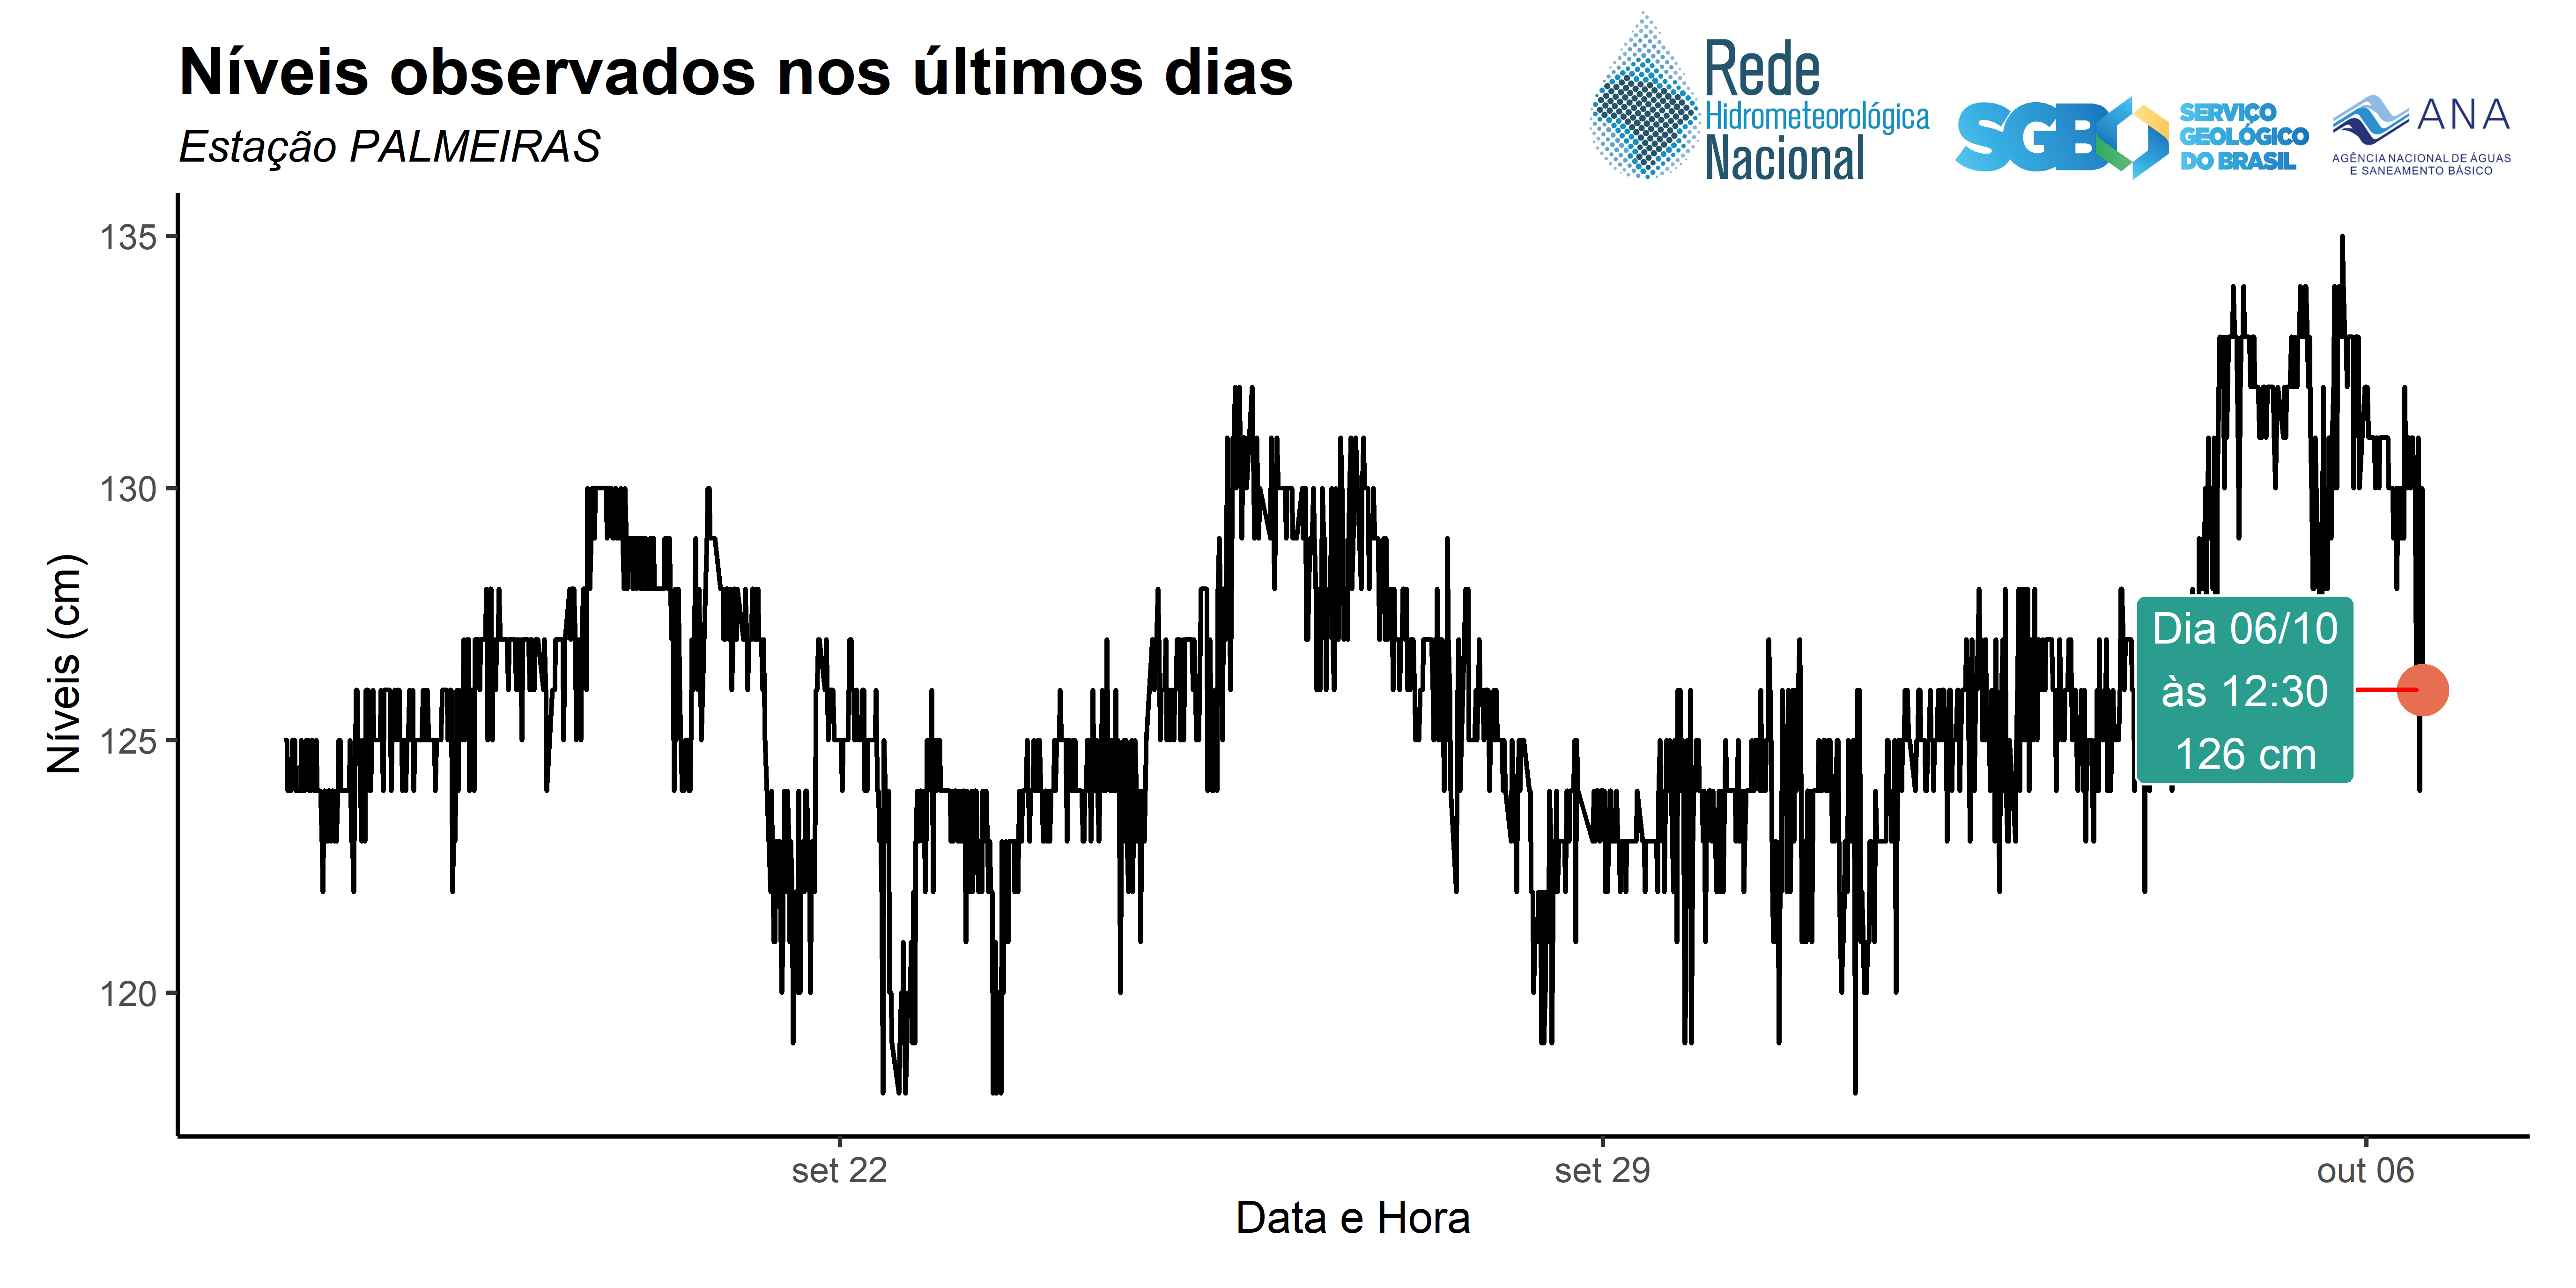 Níveis observados nos últimos dias
Estação PALMEIRAS
Rede
Hidrometeorológica
Nacional
SGB
SERVIÇO
GEOLÓGICO
DO BRASIL
ANA
AGÊNCIA NACIONAL DE ÁGUAS
E SANEAMENTO BÁSICO
135
130
125
120
Níveis (cm)
Dia 06/10
às 12:30
126 cm
set 22
set 29
out 06
Data e Hora